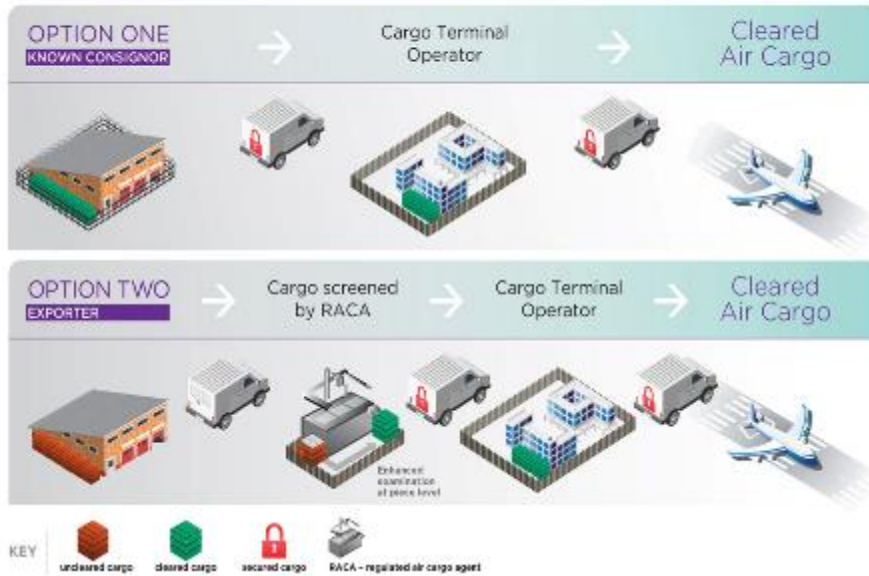 OPTION ONE
KNOWN CONSIGNOR
Cargo Terminal
Operator
Cleared
Air Cargo
OPTION TWO
EXPORTER
Cargo screened
by RACA
Cargo Terminal
Operator
Cleared
Air Cargo
Enhanced
examination
at piece level
KEY
uncleared cargo
cleared cargo
secured cargo
RACA – regulated air cargo agent